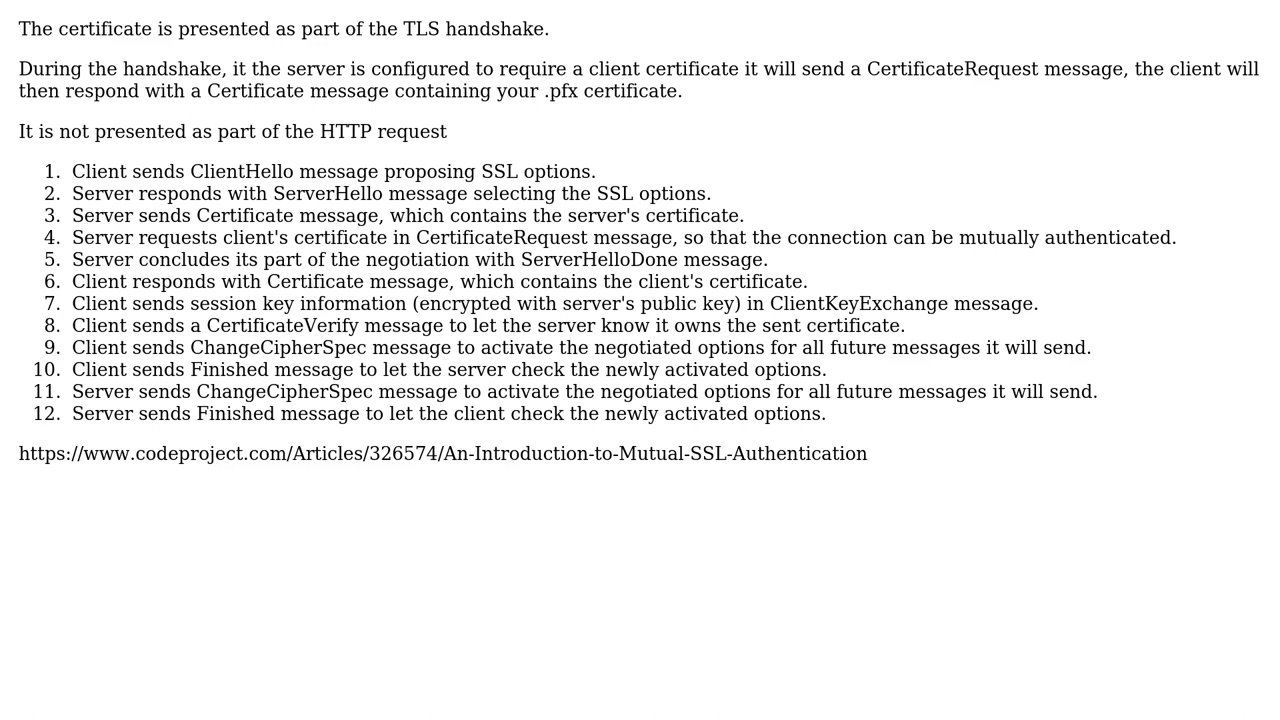 The certificate is presented as part of the TLS handshake.
During the handshake, it the server is configured to require a client certificate it will send a CertificateRequest message, the client will
then respond with a Certificate message containing your .pfx certificate.
It is not presented as part of the HTTP request
1. Client sends ClientHello message proposing SSL options.
2. Server responds with ServerHello message selecting the SSL options.
3. Server sends Certificate message, which contains the server's certificate.
4. Server requests client's certificate in CertificateRequest message, so that the connection can be mutually authenticated.
5. Server concludes its part of the negotiation with ServerHelloDone message.
6. Client responds with Certificate message, which contains the client's certificate.
7. Client sends session key information (encrypted with server's public key) in ClientKeyExchange message.
8. Client sends a CertificateVerify message to let the server know it owns the sent certificate.
9. Client sends ChangeCipherSpec message to activate the negotiated options for all future messages it will send.
10. Client sends Finished message to let the server check the newly activated options.
11. Server sends ChangeCipherSpec message to activate the negotiated options for all future messages it will send.
12. Server sends Finished message to let the client check the newly activated options.
https://www.codeproject.com/Articles/326574/An-Introduction-to-Mutual-SSL-Authentication